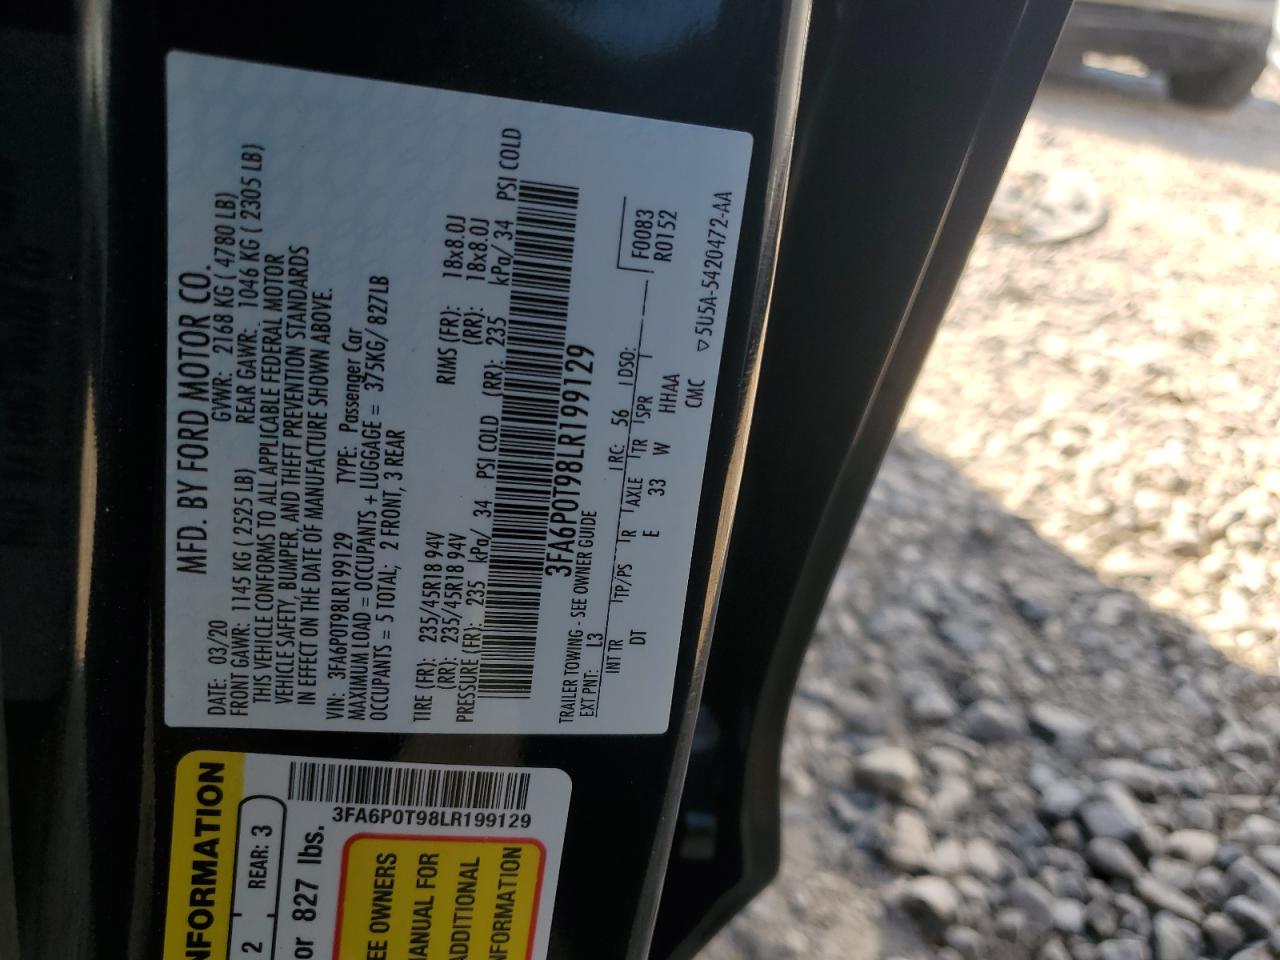 MFD. BY FORD MOTOR CO.
DATE: 03/20 GVWR: 2168 KG ( 4780 LB)
FRONT GAWR: 1145 KG ( 2525 LB) REAR GAWR: 1046 KG ( 2305 LB)
THIS VEHICLE CONFORMS TO ALL APPLICABLE FEDERAL MOTOR
VEHICLE SAFETY, BUMPER, AND THEFT PREVENTION STANDARDS
IN EFFECT ON THE DATE OF MANUFACTURE SHOWN ABOVE.
VIN: 3FA6P0T98LR199129 TYPE: Passenger Car
MAXIMUM LOAD = OCCUPANTS + LUGGAGE = 375KG/ 827LB
OCCUPANTS = 5 TOTAL; 2 FRONT, 3 REAR
TIRE (FR): 235/45R18 94V RIMS (FR): 18x8.0J
(RR): 235/45R18 94V (RR): 18x8.0J
PRESSURE (FR): 235 kPa/ 34 PSI COLD (RR): 235 kPa/ 34 PSI COLD
3FA6P0T98LR199129
TRAILER TOWING - SEE OWNER GUIDE
EXT PNT: L3 RC: 56 DSO:
F0083
R0152
INT TR TP/PS R AXLE TR SPR
DT E 33 W HHAA
CMC ▽5U5A-5420472-AA
NFORMATION
2 REAR: 3
or 827 lbs.
3FA6P0T98LR199129
EE OWNERS
ANUAL FOR
ADDITIONAL
NFORMATION